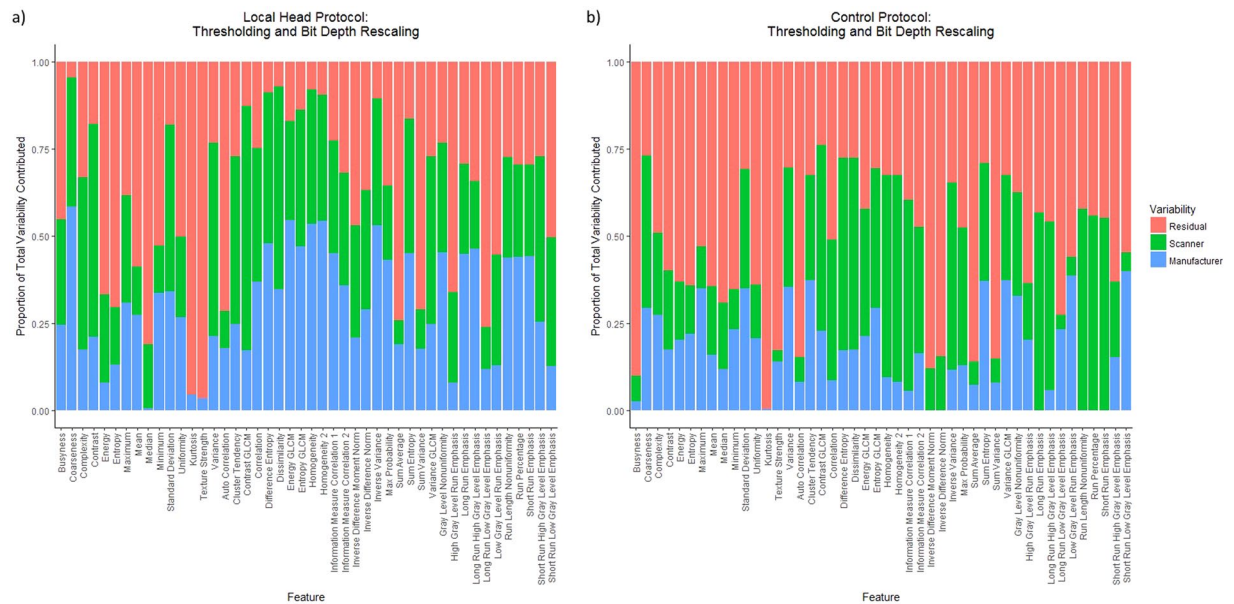 a)
Local Head Protocol:
Thresholding and Bit Depth Rescaling
Proportion of Total Variability Contributed
1.00
0.75
0.50
0.25
0.00
Busyness
Coarseness
Complexity
Contrast
Energy
Entropy
Maximum
Mean
Median
Minimum
Standard Deviation
Uniformity
Kurtosis
Texture Strength
Variance
Auto Correlation
Cluster Tendency
Contrast GLCM
Correlation
Difference Entropy
Dissimilarity
Energy GLCM
Entropy GLCM
Homogeneity
Homogeneity 2
Information Measure Correlation 1
Information Measure Correlation 2
Inverse Difference Moment Norm
Inverse Difference Norm
Inverse Variance
Max Probability
Sum Average
Sum Entropy
Sum Variance
Variance GLCM
Gray Level Nonuniformity
High Gray Level Run Emphasis
Long Run Emphasis
Long Run High Gray Level Emphasis
Long Run Low Gray Level Emphasis
Low Gray Level Run Emphasis
Run Length Nonuniformity
Run Percentage
Short Run Emphasis
Short Run High Gray Level Emphasis
Short Run Low Gray Level Emphasis
Feature
b)
Control Protocol:
Thresholding and Bit Depth Rescaling
Proportion of Total Variability Contributed
1.00
0.75
0.50
0.25
0.00
Busyness
Coarseness
Complexity
Contrast
Energy
Entropy
Maximum
Mean
Median
Minimum
Standard Deviation
Uniformity
Kurtosis
Texture Strength
Variance
Auto Correlation
Cluster Tendency
Contrast GLCM
Correlation
Difference Entropy
Dissimilarity
Energy GLCM
Entropy GLCM
Homogeneity
Homogeneity 2
Information Measure Correlation 1
Information Measure Correlation 2
Inverse Difference Moment Norm
Inverse Difference Norm
Inverse Variance
Max Probability
Sum Average
Sum Entropy
Sum Variance
Variance GLCM
Gray Level Nonuniformity
High Gray Level Run Emphasis
Long Run Emphasis
Long Run High Gray Level Emphasis
Long Run Low Gray Level Emphasis
Low Gray Level Run Emphasis
Run Length Nonuniformity
Run Percentage
Short Run Emphasis
Short Run High Gray Level Emphasis
Short Run Low Gray Level Emphasis
Feature
Variability
Residual
Scanner
Manufacturer